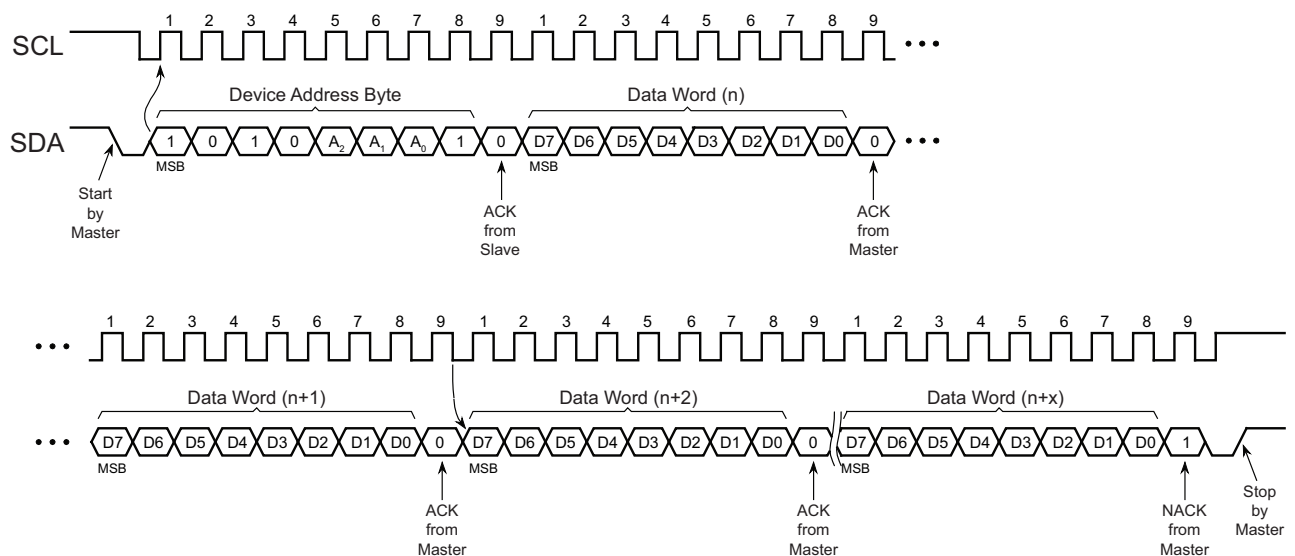 1 2 3 4 5 6 7 8 9 1 2 3 4 5 6 7 8 9
SCL
Device Address Byte Data Word (n)
SDA 1 0 1 0 A2 A1 A0 1 0 D7 D6 D5 D4 D3 D2 D1 D0 0
MSB MSB
Start
by
Master
ACK
from
Slave
ACK
from
Master
1 2 3 4 5 6 7 8 9 1 2 3 4 5 6 7 8 9 1 2 3 4 5 6 7 8 9
Data Word (n+1) Data Word (n+2) Data Word (n+x)
D7 D6 D5 D4 D3 D2 D1 D0 0 D7 D6 D5 D4 D3 D2 D1 D0 0 D7 D6 D5 D4 D3 D2 D1 D0 1
MSB MSB MSB
ACK
from
Master
ACK
from
Master
NACK
from
Master
Stop
by
Master